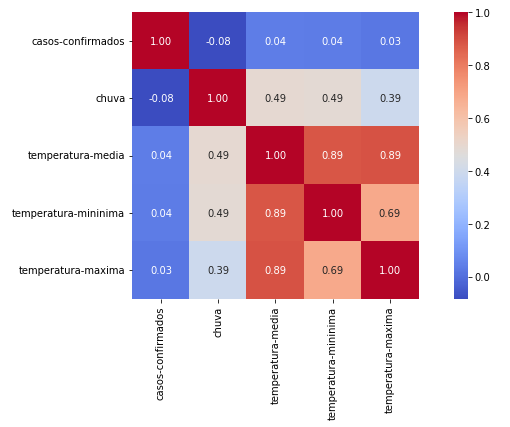 casos-confirmados 1.00 -0.08 0.04 0.04 0.03
chuva -0.08 1.00 0.49 0.49 0.39
temperatura-media 0.04 0.49 1.00 0.89 0.89
temperatura-mininima 0.04 0.49 0.89 1.00 0.69
temperatura-maxima 0.03 0.39 0.89 0.69 1.00
casos-confirmados
chuva
temperatura-media
temperatura-mininima
temperatura-maxima
1.0
0.8
0.6
0.4
0.2
0.0